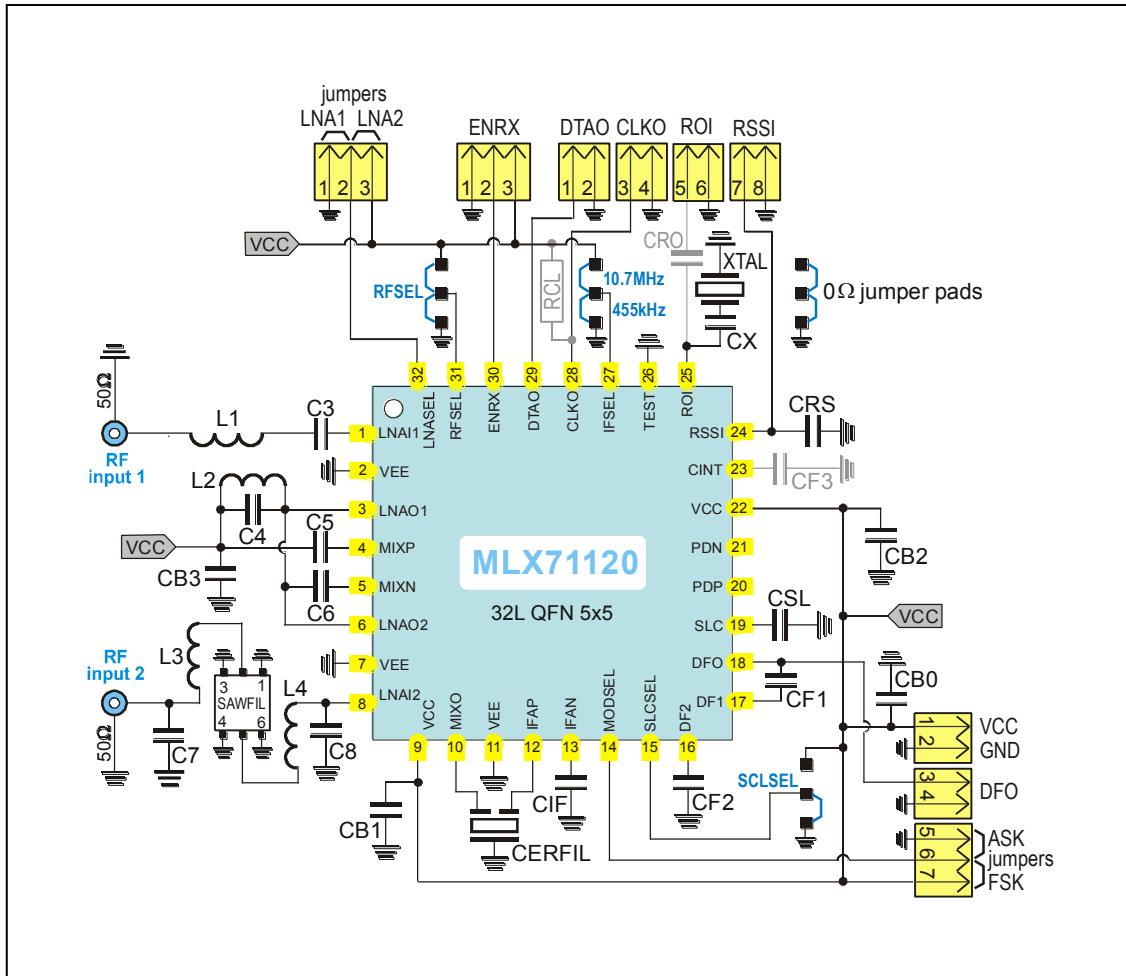 jumpers
LNA1 LNA2
ENRX
DTAO CLKO ROI RSSI
1 2 3
1 2 3
1 2
3 4
5 6
7 8
VCC
CRO
XTAL
RFSEL
RCL
10.7MHz
455kHz
0Ω jumper pads
CX
32 31 30 29 28 27 26 25
LNASEL RFSEL ENRX DTAO CLKO IFSEL TEST ROI
50Ω
L1
C3
RF
input 1
1 LNAI1
2 VEE
3 LNAO1
4 MIXP
5 MIXN
6 LNAO2
7 VEE
8 LNAI2
L2
C4
C5
VCC
CB3
C6
MLX71120
32L QFN 5x5
RSSI 24
CINT 23
VCC 22
PDN 21
PDP 20
SLC 19
DFO 18
DF1 17
CRS
CF3
CB2
CSL
VCC
CF1
CB0
L3
RF
input 2
SAWFIL
3 1
4 6
L4
50Ω
C7
C8
VCC MIXO VEE IFAP IFAN MODSEL SLCSEL DF2
9 10 11 12 13 14 15 16
CB1
CERFIL
CIF
CF2
SCLSEL
1 VCC
2 GND
3
4
DFO
5 ASK
6 jumpers
7 FSK